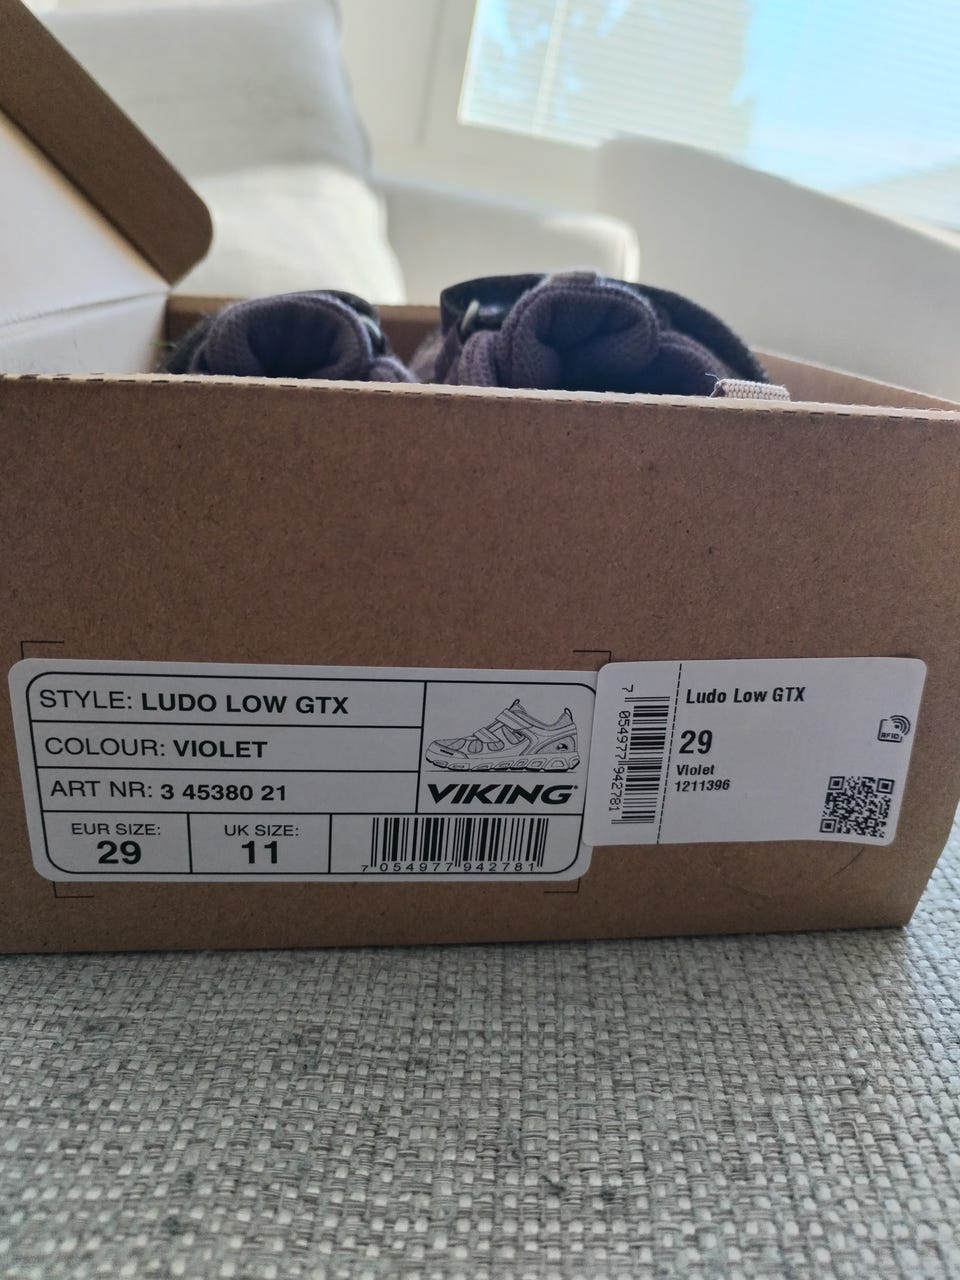 STYLE: LUDO LOW GTX
COLOUR: VIOLET
ART NR: 3 45380 21
VIKING®
EUR SIZE:
29
UK SIZE:
11
7 054977 942781
7 054977 942781
Ludo Low GTX
29
Violet
1211396
RFID